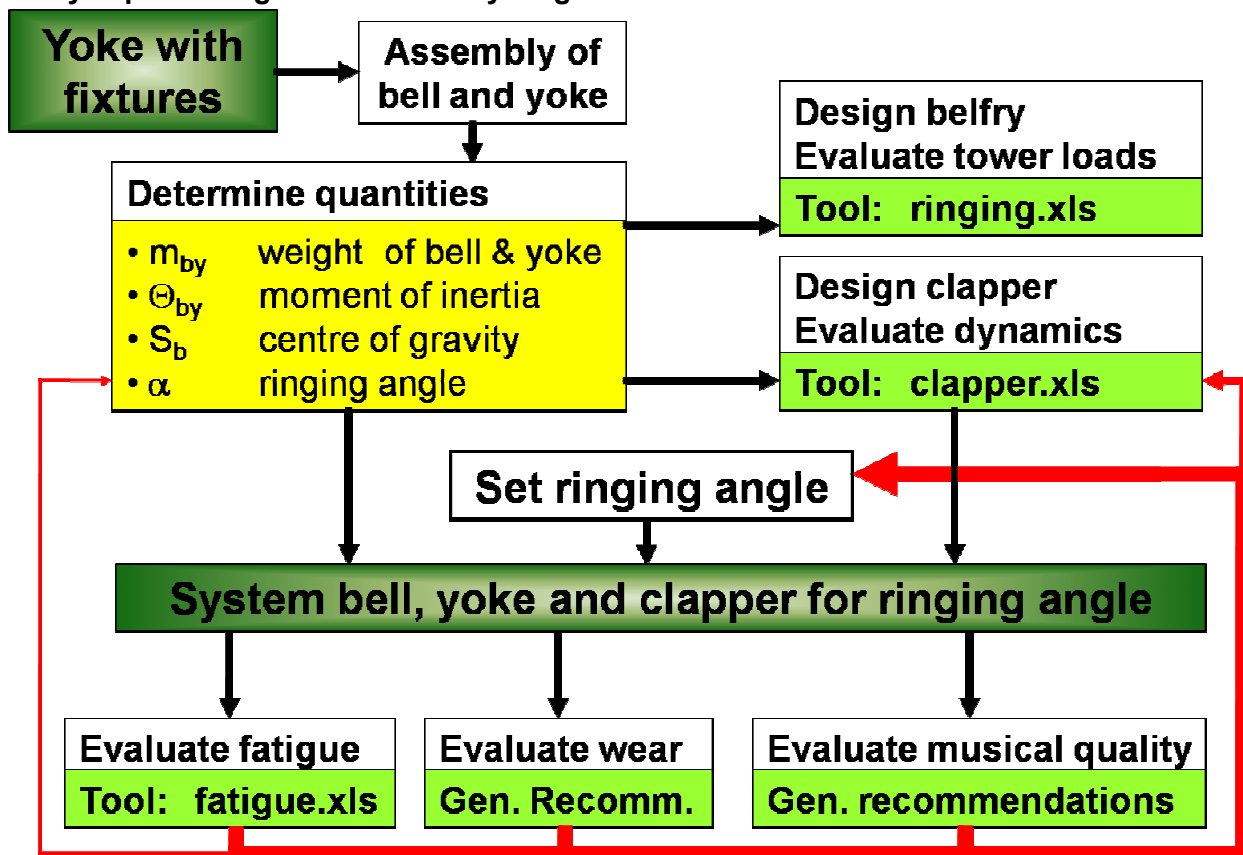 Yoke with
fixtures
Assembly of
bell and yoke
Determine quantities
• m_by weight of bell & yoke
• Θ_by moment of inertia
• S_b centre of gravity
• α ringing angle
Design belfry
Evaluate tower loads
Tool: ringing.xls
Design clapper
Evaluate dynamics
Tool: clapper.xls
Set ringing angle
System bell, yoke and clapper for ringing angle
Evaluate fatigue
Tool: fatigue.xls
Evaluate wear
Gen. Recomm.
Evaluate musical quality
Gen. recommendations